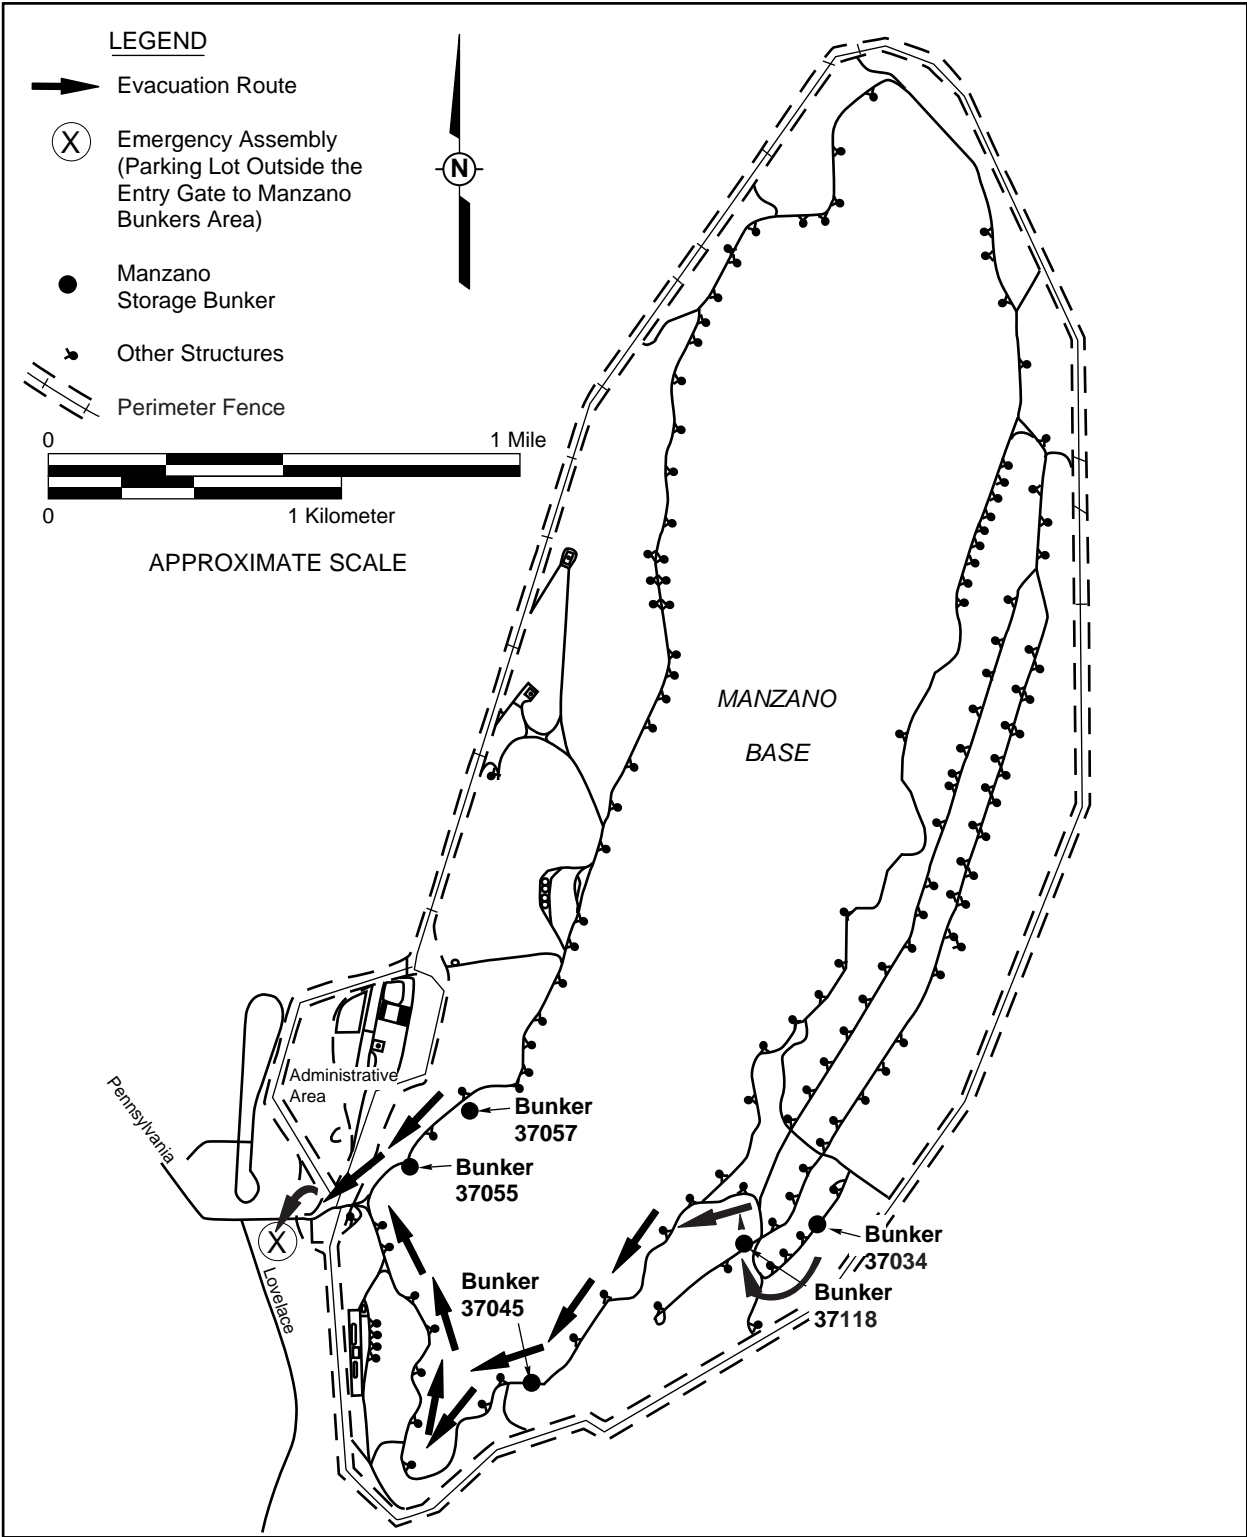 LEGEND
Evacuation Route
X
Emergency Assembly
(Parking Lot Outside the
Entry Gate to Manzano
Bunkers Area)
N
Manzano
Storage Bunker
Other Structures
Perimeter Fence
0
1 Mile
0
1 Kilometer
APPROXIMATE SCALE
MANZANO
BASE
Administrative
Area
Pennsylvania
Bunker
37057
Bunker
37055
X
Lovelace
Bunker
37045
Bunker
37034
Bunker
37118